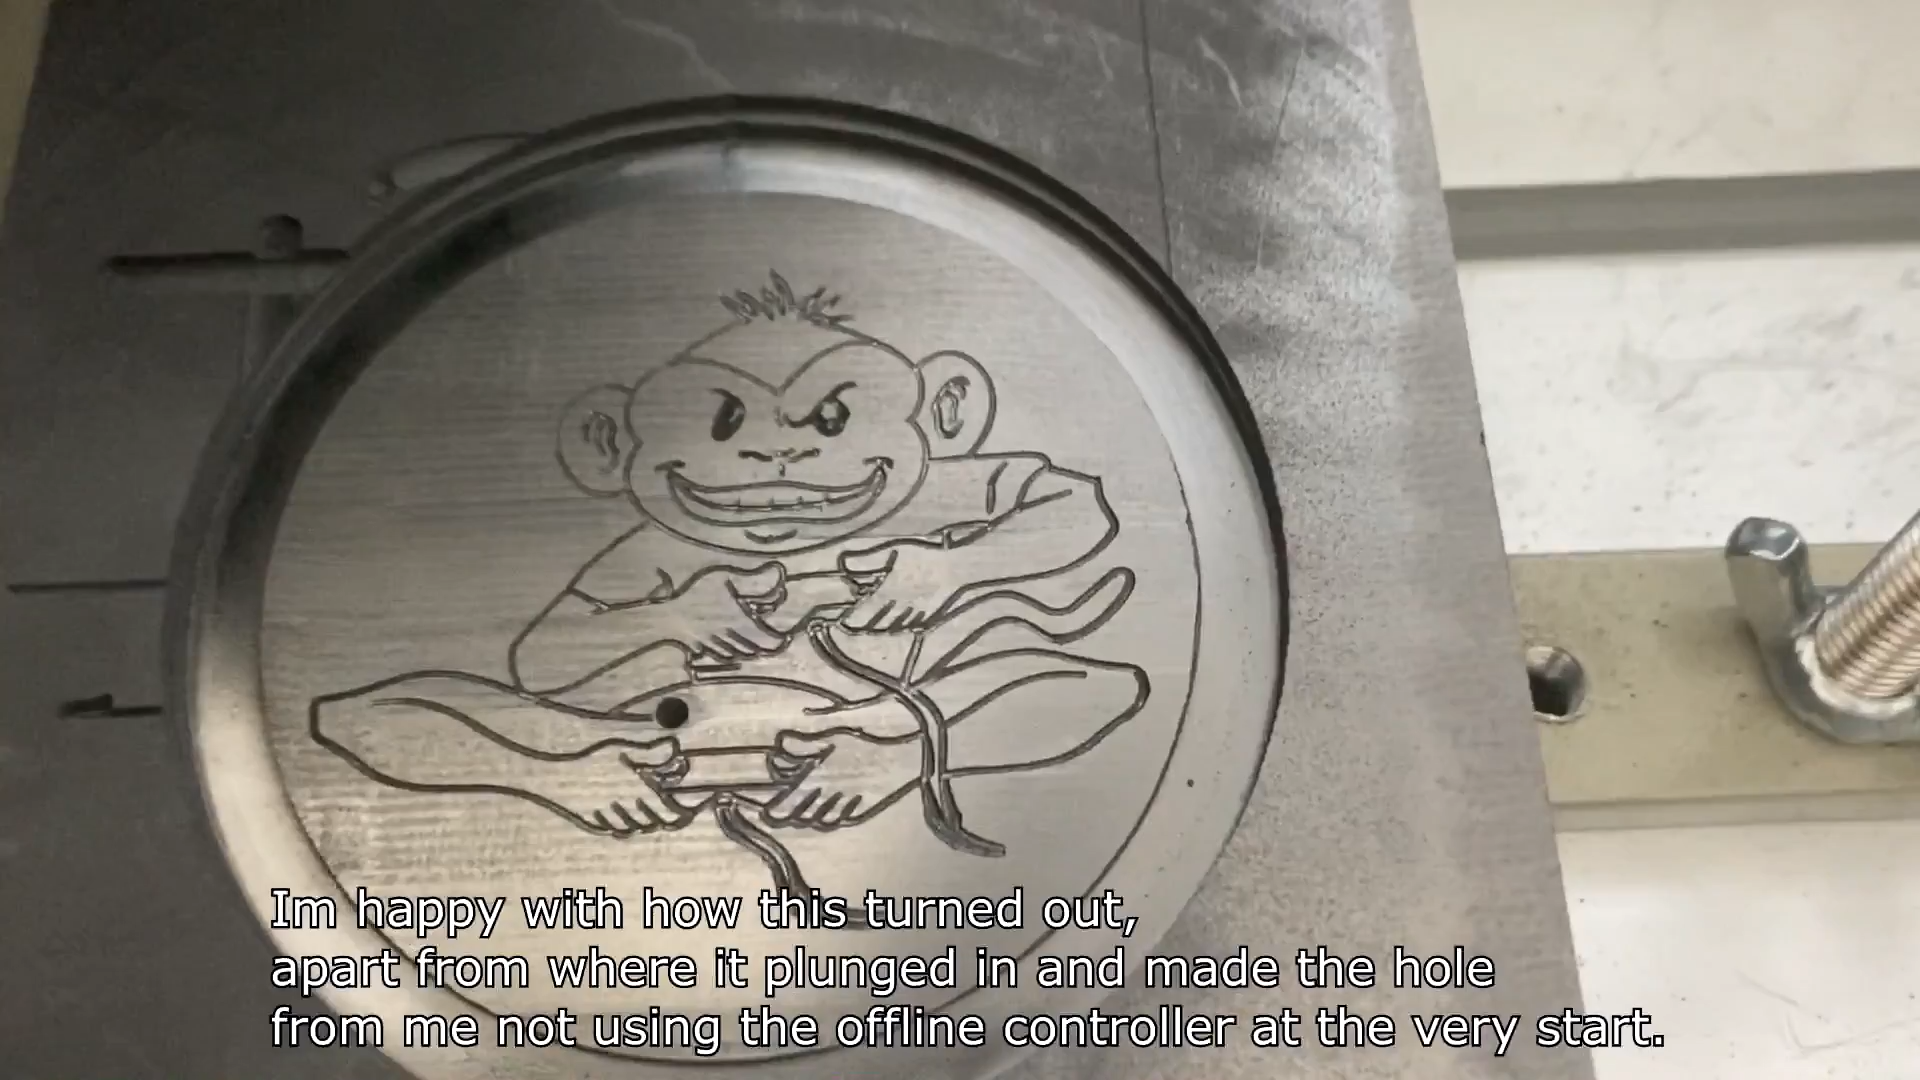 Im happy with how this turned out,
apart from where it plunged in and made the hole
from me not using the offline controller at the very start.